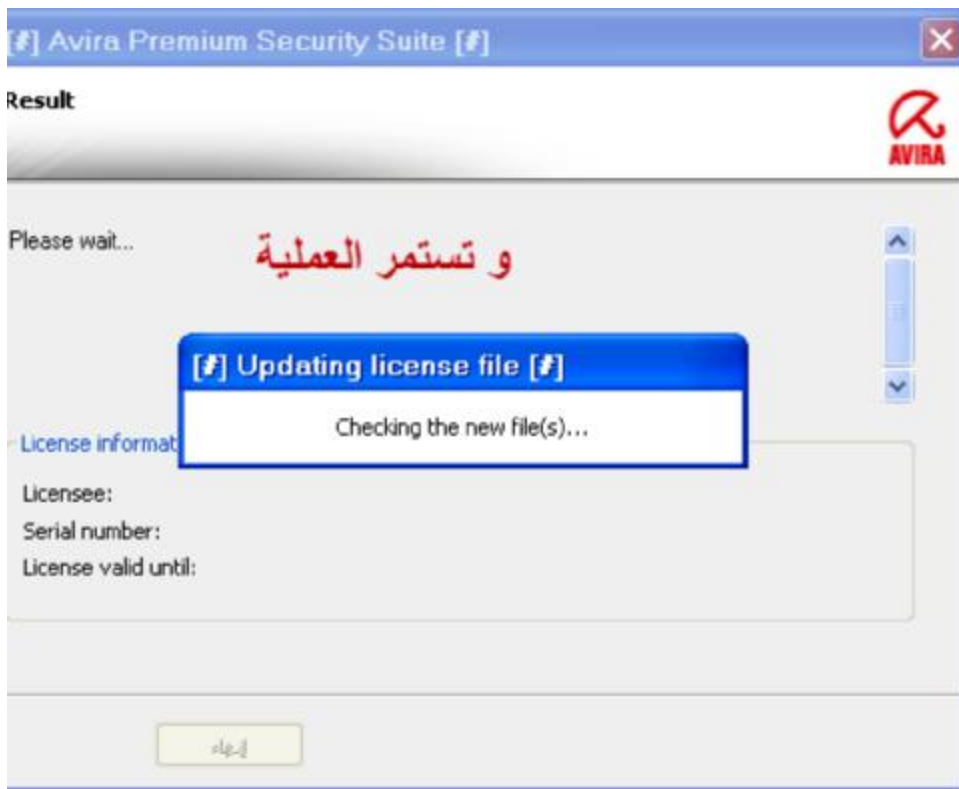 [#] Avira Premium Security Suite [#]
Result
AVIRA
Please wait...
و تستمر العملية
[#] Updating license file [#]
Checking the new file(s)...
License informat
Licensee:
Serial number:
License valid until:
إنهاء